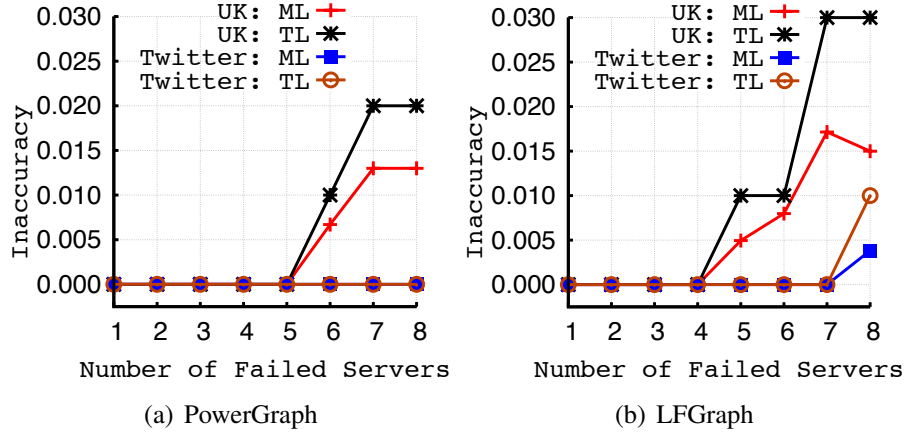 UK: ML
UK: TL
Twitter: ML
Twitter: TL
Inaccuracy
0.030
0.025
0.020
0.015
0.010
0.005
0.000
1 2 3 4 5 6 7 8
Number of Failed Servers
(a) PowerGraph
UK: ML
UK: TL
Twitter: ML
Twitter: TL
Inaccuracy
0.030
0.025
0.020
0.015
0.010
0.005
0.000
1 2 3 4 5 6 7 8
Number of Failed Servers
(b) LFGraph